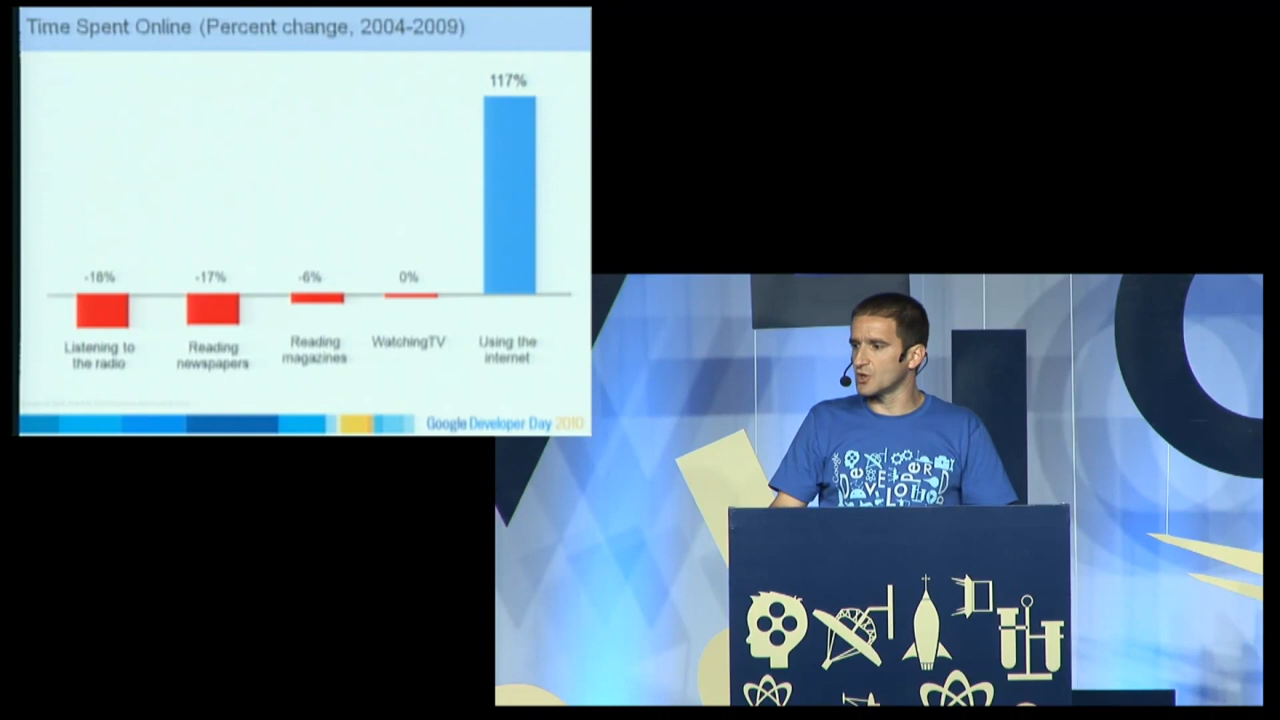 Time Spent Online (Percent change, 2004-2009)
117%
-18%
-17%
-6%
0%
Listening to
the radio
Reading
newspapers
Reading
magazines
WatchingTV
Using the
internet
Google Developer Day 2010
Google